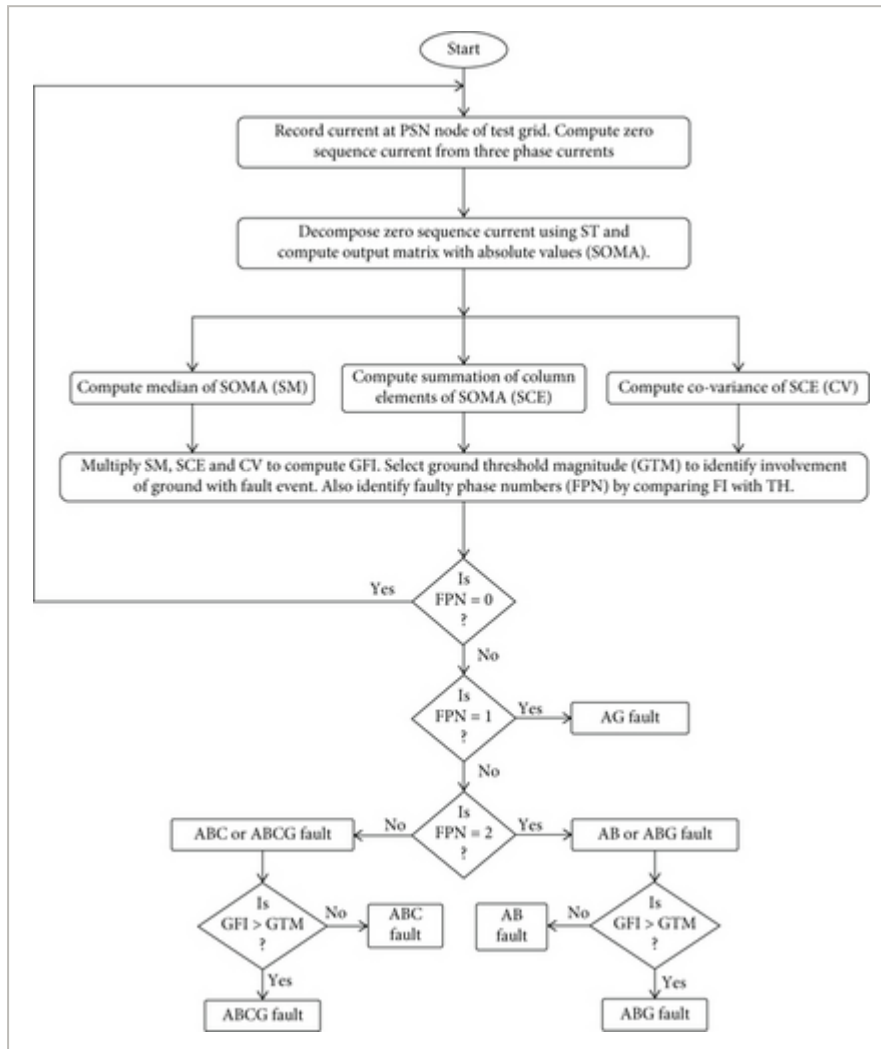 Start
Record current at PSN node of test grid. Compute zero
sequence current from three phase currents
Decompose zero sequence current using ST and
compute output matrix with absolute values (SOMA).
Compute median of SOMA (SM)
Compute summation of column
elements of SOMA (SCE)
Compute co-variance of SCE (CV)
Multiply SM, SCE and CV to compute GFI. Select ground threshold magnitude (GTM) to identify involvement
of ground with fault event. Also identify faulty phase numbers (FPN) by comparing FI with TH.
Yes
Is
FPN = 0
?
No
Is
FPN = 1
?
Yes
AG fault
No
ABC or ABCG fault
No
Is
FPN = 2
?
Yes
AB or ABG fault
Is
GFI > GTM
?
No
ABC
fault
AB
fault
No
Is
GFI > GTM
?
Yes
Yes
ABCG fault
ABG fault